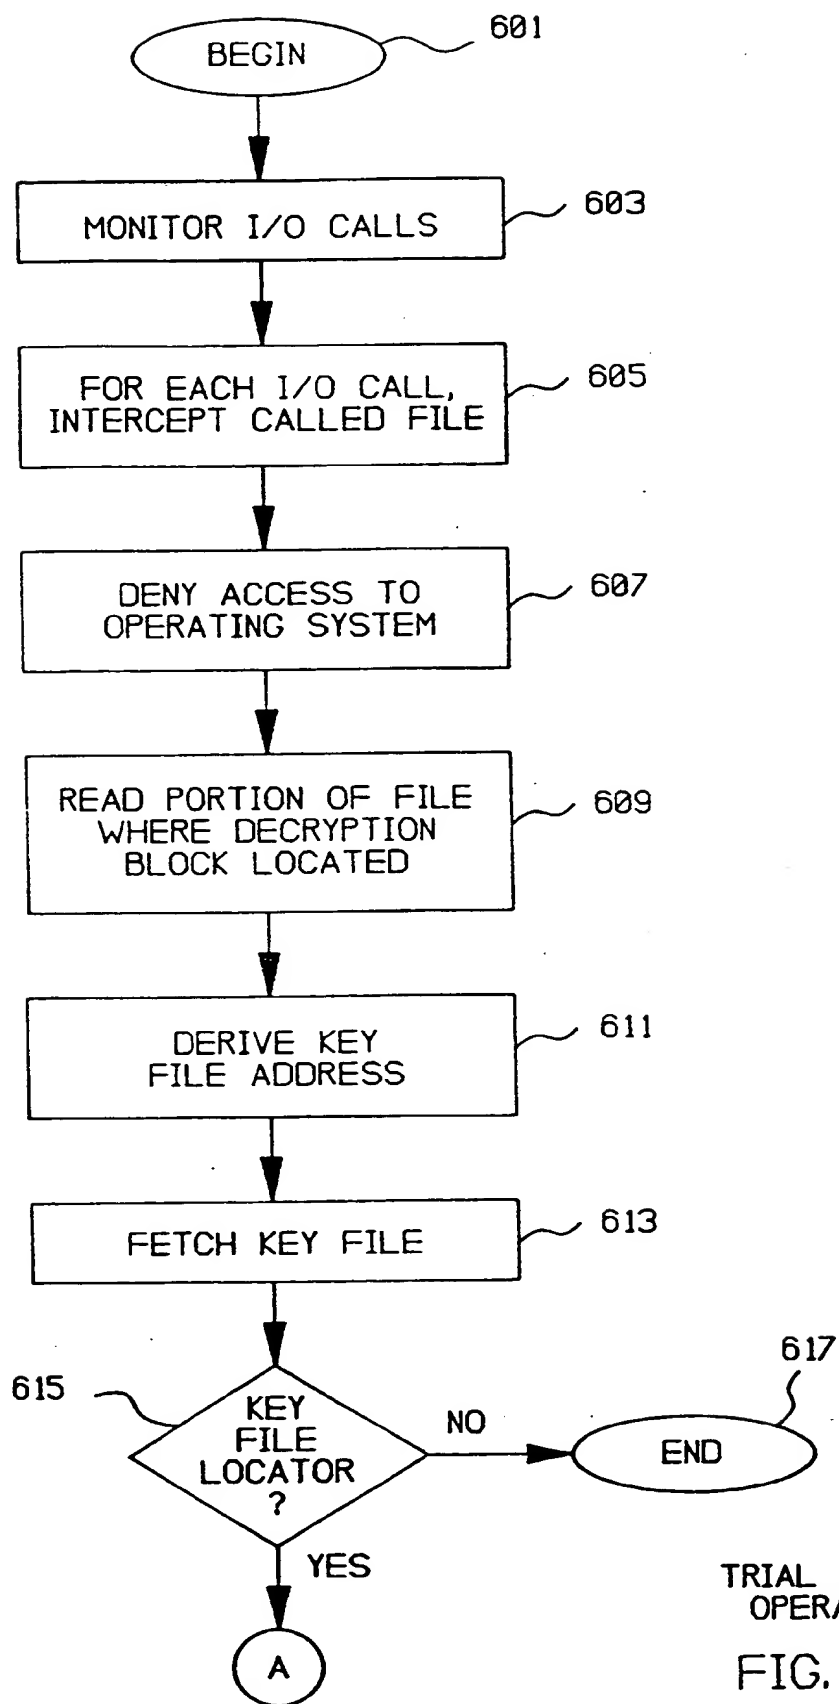 BEGIN
601
MONITOR I/O CALLS
603
FOR EACH I/O CALL,
INTERCEPT CALLED FILE
605
DENY ACCESS TO
OPERATING SYSTEM
607
READ PORTION OF FILE
WHERE DECRYPTION
BLOCK LOCATED
609
DERIVE KEY
FILE ADDRESS
611
FETCH KEY FILE
613
615
KEY
FILE
LOCATOR
?
NO
617
END
YES
A
TRIAL
OPERA
FIG.